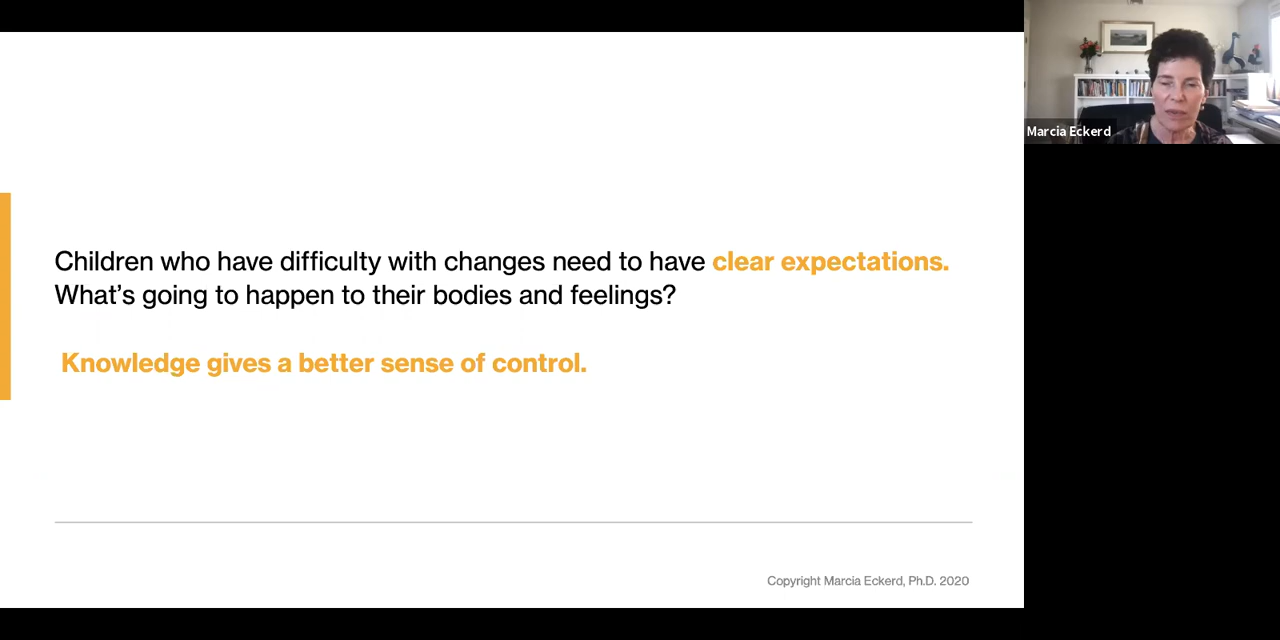 Children who have difficulty with changes need to have clear expectations.
What’s going to happen to their bodies and feelings?
Knowledge gives a better sense of control.
Copyright Marcia Eckerd, Ph.D. 2020
Marcia Eckerd